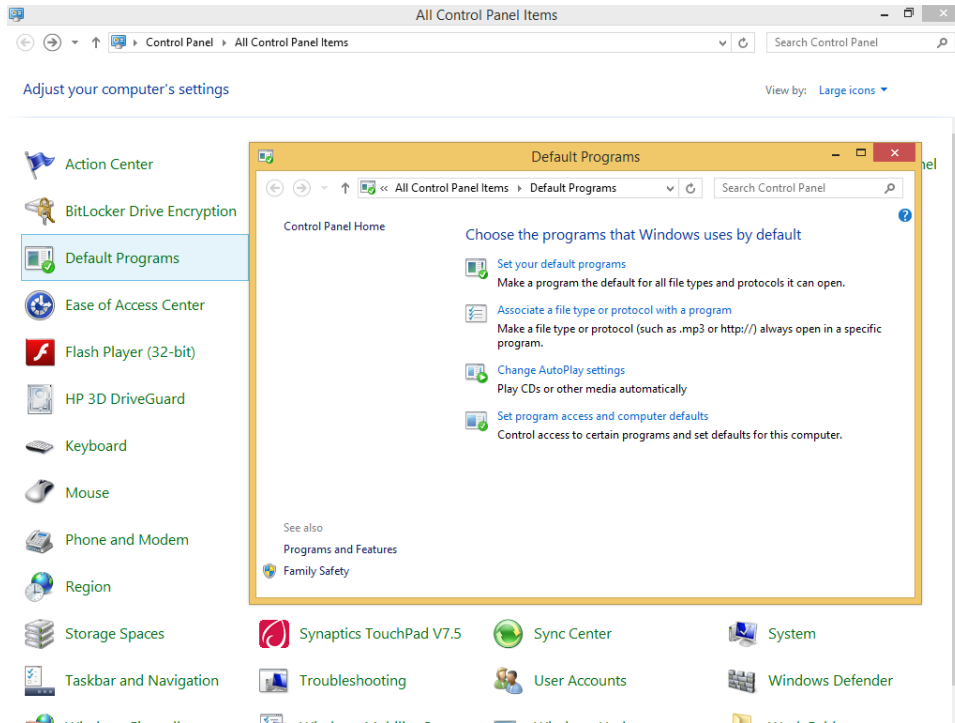 All Control Panel Items
Control Panel All Control Panel Items
Search Control Panel
Adjust your computer's settings
View by: Large icons
Action Center
BitLocker Drive Encryption
Default Programs
Ease of Access Center
Flash Player (32-bit)
HP 3D DriveGuard
Keyboard
Mouse
Phone and Modem
Region
Default Programs
« All Control Panel Items Default Programs
Search Control Panel
Control Panel Home
Choose the programs that Windows uses by default
Set your default programs
Make a program the default for all file types and protocols it can open.
Associate a file type or protocol with a program
Make a file type or protocol (such as .mp3 or http://) always open in a specific
program.
Change AutoPlay settings
Play CDs or other media automatically
Set program access and computer defaults
Control access to certain programs and set defaults for this computer.
See also
Programs and Features
Family Safety
Storage Spaces Synaptics TouchPad V7.5 Sync Center System
Taskbar and Navigation Troubleshooting User Accounts Windows Defender